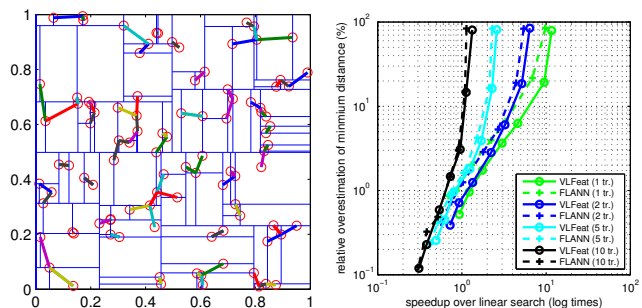 1
0.8
0.6
0.4
0.2
0
0 0.2 0.4 0.6 0.8 1
relative overestimation of minmium distannce (%)
10²
10¹
10⁰
10⁻¹
VLFeat (1 tr.)
FLANN (1 tr.)
VLFeat (2 tr.)
FLANN (2 tr.)
VLFeat (5 tr.)
FLANN (5 tr.)
VLFeat (10 tr.)
FLANN (10 tr.)
10⁻¹ 10⁰ 10¹ 10²
speedup over linear search (log times)